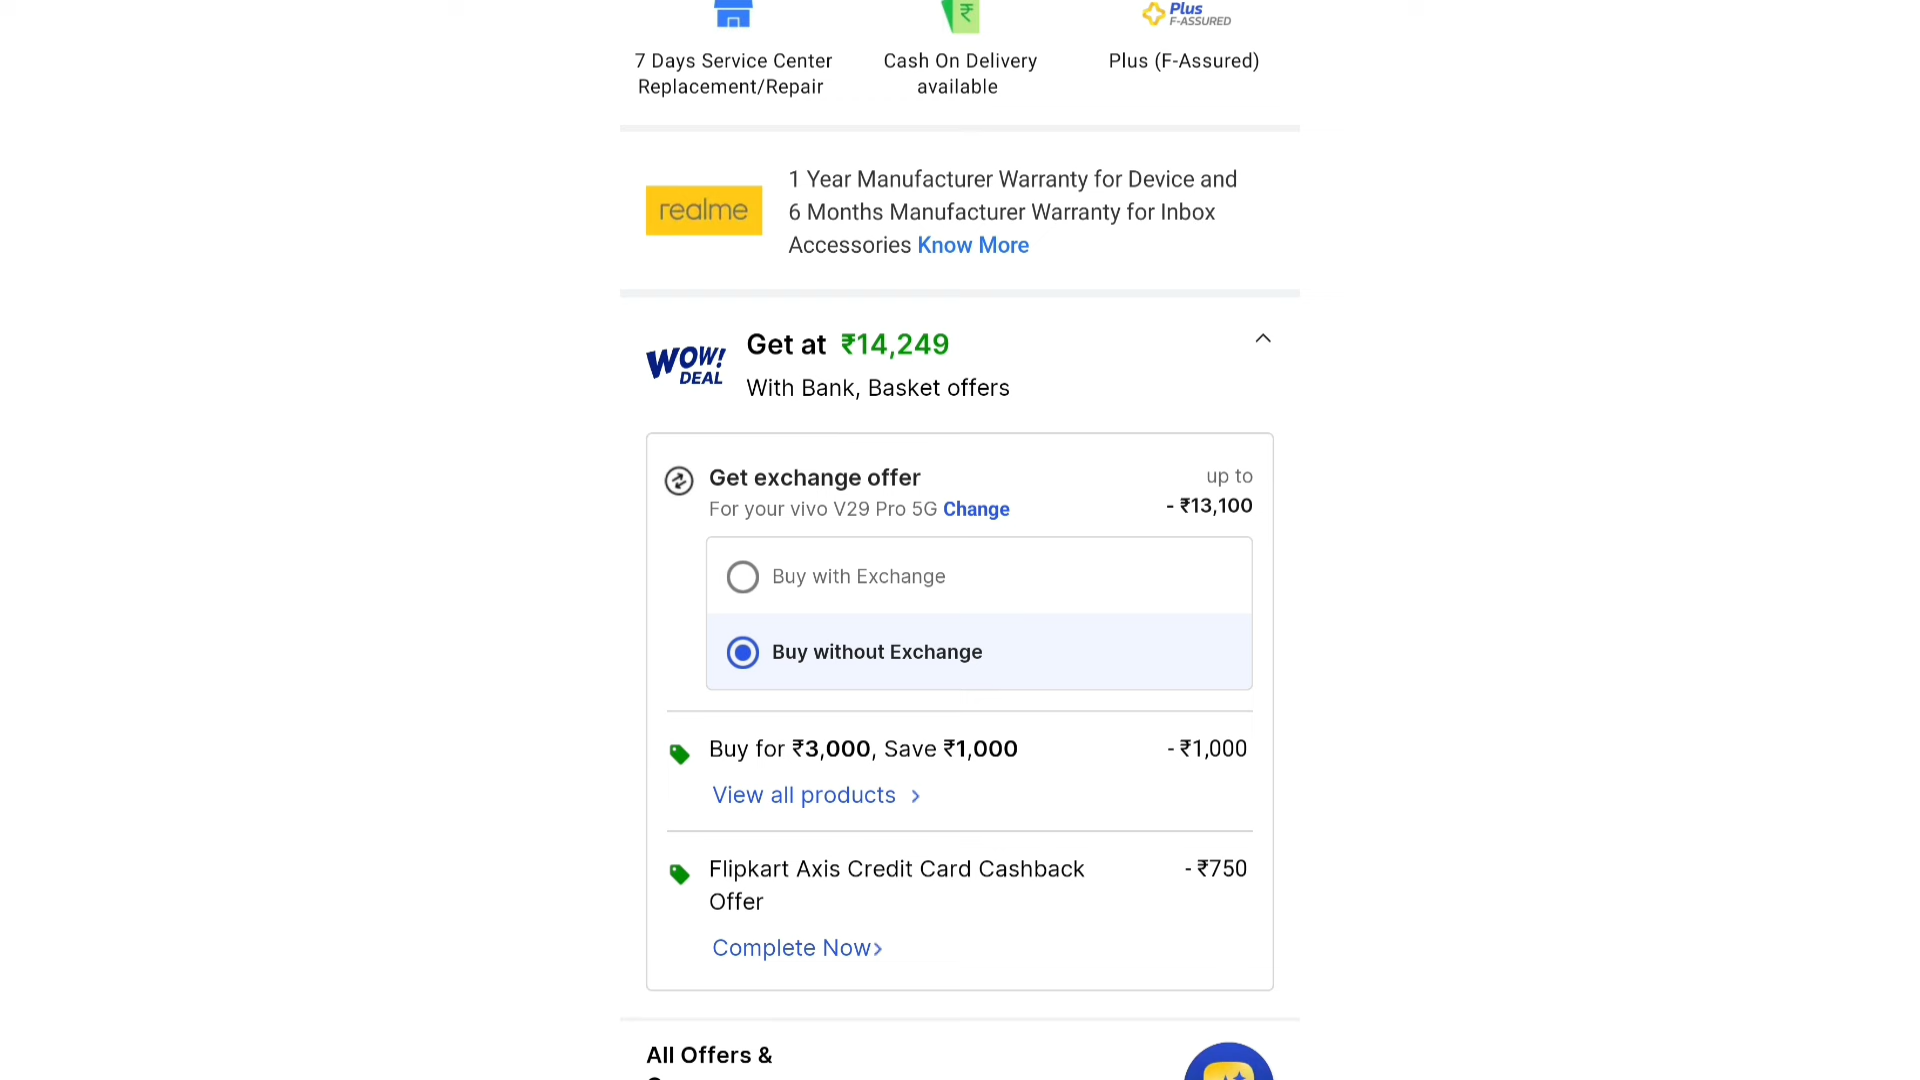 Plus
F-ASSURED
7 Days Service Center
Replacement/Repair
Cash On Delivery
available
Plus (F-Assured)
realme
1 Year Manufacturer Warranty for Device and
6 Months Manufacturer Warranty for Inbox
Accessories Know More
WOW!
DEAL
Get at ₹14,249
With Bank, Basket offers
Get exchange offer
up to
For your vivo V29 Pro 5G Change
- ₹13,100
Buy with Exchange
Buy without Exchange
Buy for ₹3,000, Save ₹1,000
- ₹1,000
View all products
Flipkart Axis Credit Card Cashback
Offer
- ₹750
Complete Now
All Offers &